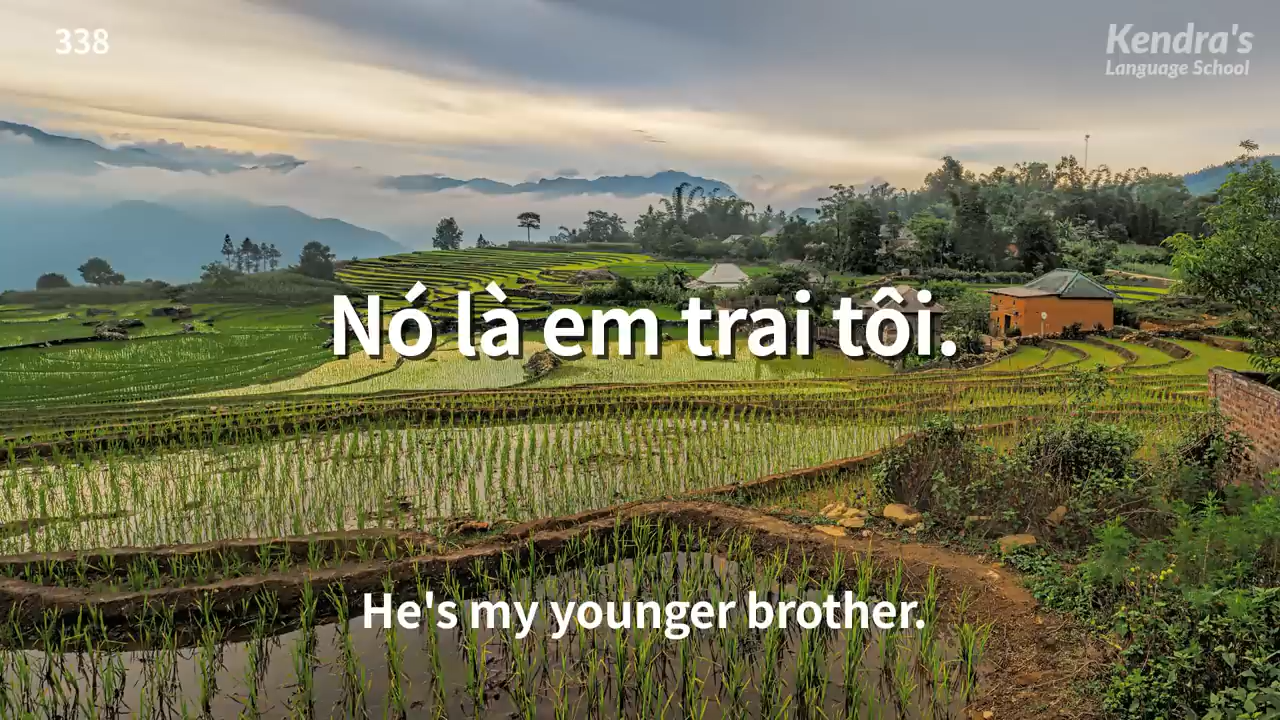 338
Kendra's
Language School
Nó là em trai tôi.
He's my younger brother.